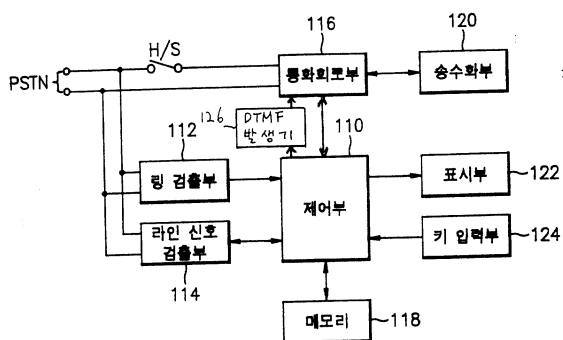 116
120
H/S
PSTN
통화회로부
송수화부
126
DTMF
발생기
112
110
링 검출부
제어부
표시부
122
라인 신호
검출부
키 입력부
124
114
메모리
118